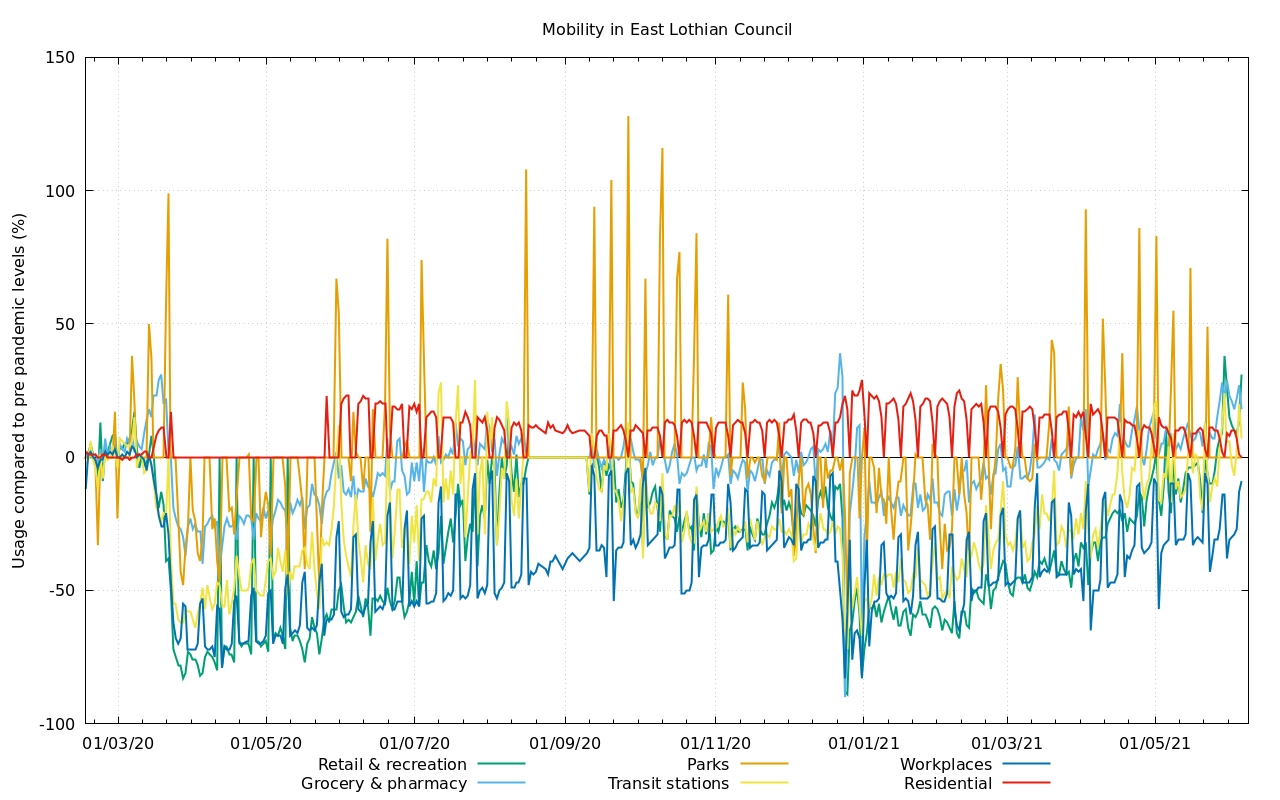 Mobility in East Lothian Council
Usage compared to pre pandemic levels (%)
150
100
50
0
-50
-100
01/03/20 01/05/20 01/07/20 01/09/20 01/11/20 01/01/21 01/03/21 01/05/21
Retail & recreation Parks Workplaces
Grocery & pharmacy Transit stations Residential